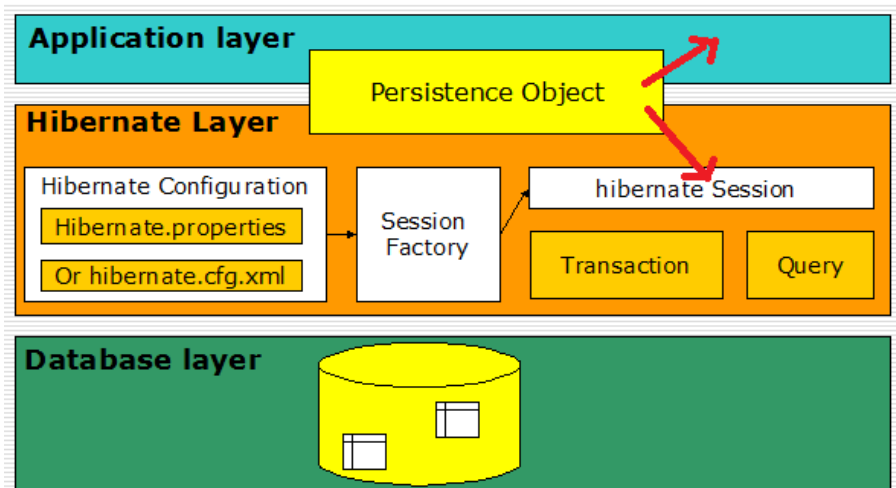 Application layer
Persistence Object
Hibernate Layer
Hibernate Configuration
Hibernate.properties
Or hibernate.cfg.xml
Session
Factory
hibernate Session
Transaction
Query
Database layer